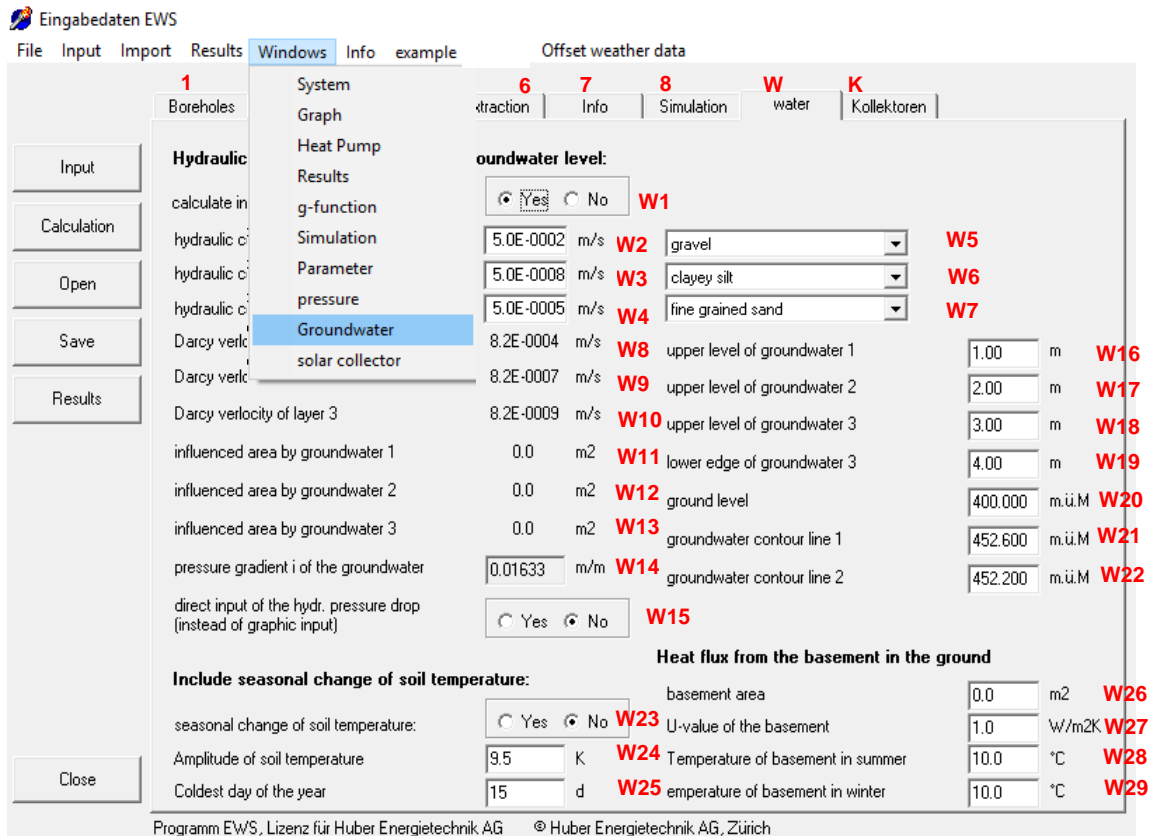 Eingabedaten EWS
File Input Import Results Windows Info example Offset weather data
1 6 7 8 W K
Boreholes xtraction Info Simulation water Kollektoren
System
Graph
Heat Pump
Results
g-function
Simulation
Parameter
pressure
Groundwater
solar collector
Input
Calculation
Open
Save
Results
Close
Hydraulic oundwater level:
calculate in Yes No W1
hydraulic c 5.0E-0002 m/s W2 gravel W5
hydraulic c 5.0E-0008 m/s W3 clayey silt W6
hydraulic c 5.0E-0005 m/s W4 fine grained sand W7
Darcy verlc 8.2E-0004 m/s W8 upper level of groundwater 1 1.00 m W16
Darcy verlc 8.2E-0007 m/s W9 upper level of groundwater 2 2.00 m W17
Darcy verlocity of layer 3 8.2E-0009 m/s W10 upper level of groundwater 3 3.00 m W18
influenced area by groundwater 1 0.0 m2 W11 lower edge of groundwater 3 4.00 m W19
influenced area by groundwater 2 0.0 m2 W12 ground level 400.000 m.ü.M W20
influenced area by groundwater 3 0.0 m2 W13 groundwater contour line 1 452.600 m.ü.M W21
pressure gradient i of the groundwater 0.01633 m/m W14 groundwater contour line 2 452.200 m.ü.M W22
direct input of the hydr. pressure drop
(instead of graphic input) Yes No W15
Heat flux from the basement in the ground
Include seasonal change of soil temperature:
basement area 0.0 m2 W26
seasonal change of soil temperature: Yes No W23 U-value of the basement 1.0 W/m2K W27
Amplitude of soil temperature 9.5 K W24 Temperature of basement in summer 10.0 °C W28
Coldest day of the year 15 d W25 emperature of basement in winter 10.0 °C W29
Programm EWS, Lizenz für Huber Energietechnik AG © Huber Energietechnik AG, Zürich